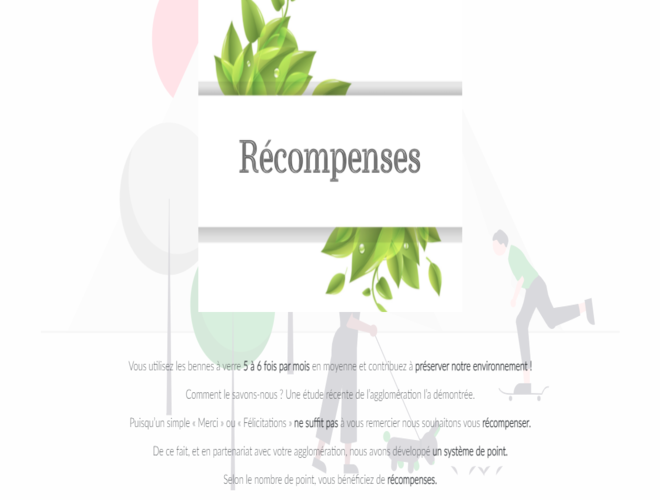 Récompenses
Vous utilisez les bennes à verre 5 à 6 fois par mois en moyenne et contribuez à préserver notre environnement !
Comment le savons-nous ? Une étude récente de l'agglomération l'a démontrée.
Puisqu'un simple « Merci » ou « Félicitations » ne suffit pas à vous remercier nous souhaitons vous récompenser.
De ce fait, et en partenariat avec votre agglomération, nous avons développé un système de point.
Selon le nombre de point, vous bénéficiez de récompenses.